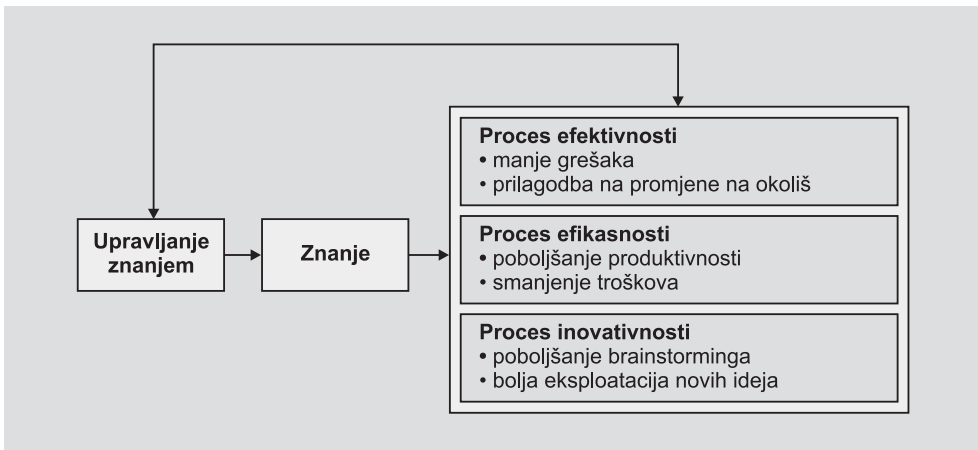 Proces efektivnosti
• manje grešaka
• prilagodba na promjene na okoliš
Upravljanje
znanjem
Znanje
Proces efikasnosti
• poboljšanje produktivnosti
• smanjenje troškova
Proces inovativnosti
• poboljšanje brainstorminga
• bolja eksploatacija novih ideja